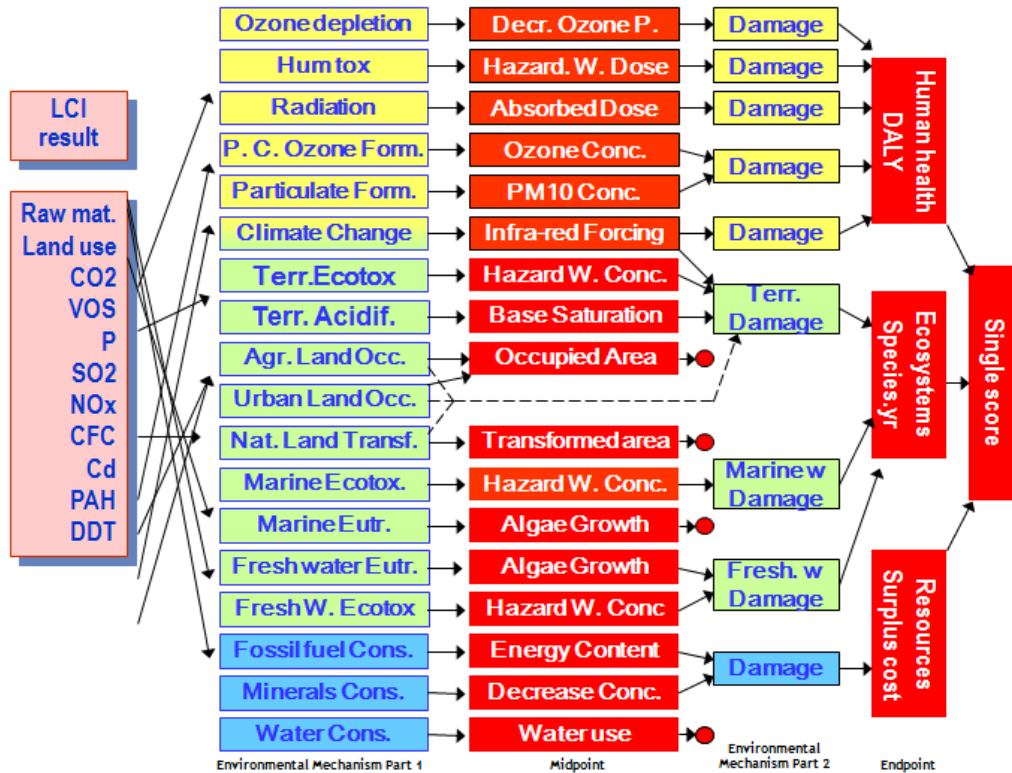 Ozone depletion
Decr. Ozone P.
Damage
Hum tox
Hazard. W. Dose
Damage
Radiation
Absorbed Dose
Damage
P. C. Ozone Form.
Ozone Conc.
Damage
Particulate Form.
PM10 Conc.
Climate Change
Infra-red Forcing
Damage
Terr.Ecotox
Hazard W. Conc.
Terr.
Damage
Terr. Acidif.
Base Saturation
Agr. Land Occ.
Occupied Area
Urban Land Occ.
Nat. Land Transf.
Transformed area
Marine Ecotox.
Hazard W. Conc.
Marine w
Damage
Marine Eutr.
Algae Growth
Fresh water Eutr.
Algae Growth
Fresh. w
Damage
Fresh W. Ecotox
Hazard W. Conc
Fossil fuel Cons.
Energy Content
Damage
Minerals Cons.
Decrease Conc.
Water Cons.
Water use
LCI
result
Raw mat.
Land use
CO2
VOS
P
SO2
NOx
CFC
Cd
PAH
DDT
Human health
DALY
Ecosystems
Species.yr
Resources
Surplus cost
Single score
Environmental Mechanism Part 1
Midpoint
Environmental
Mechanism Part 2
Endpoint